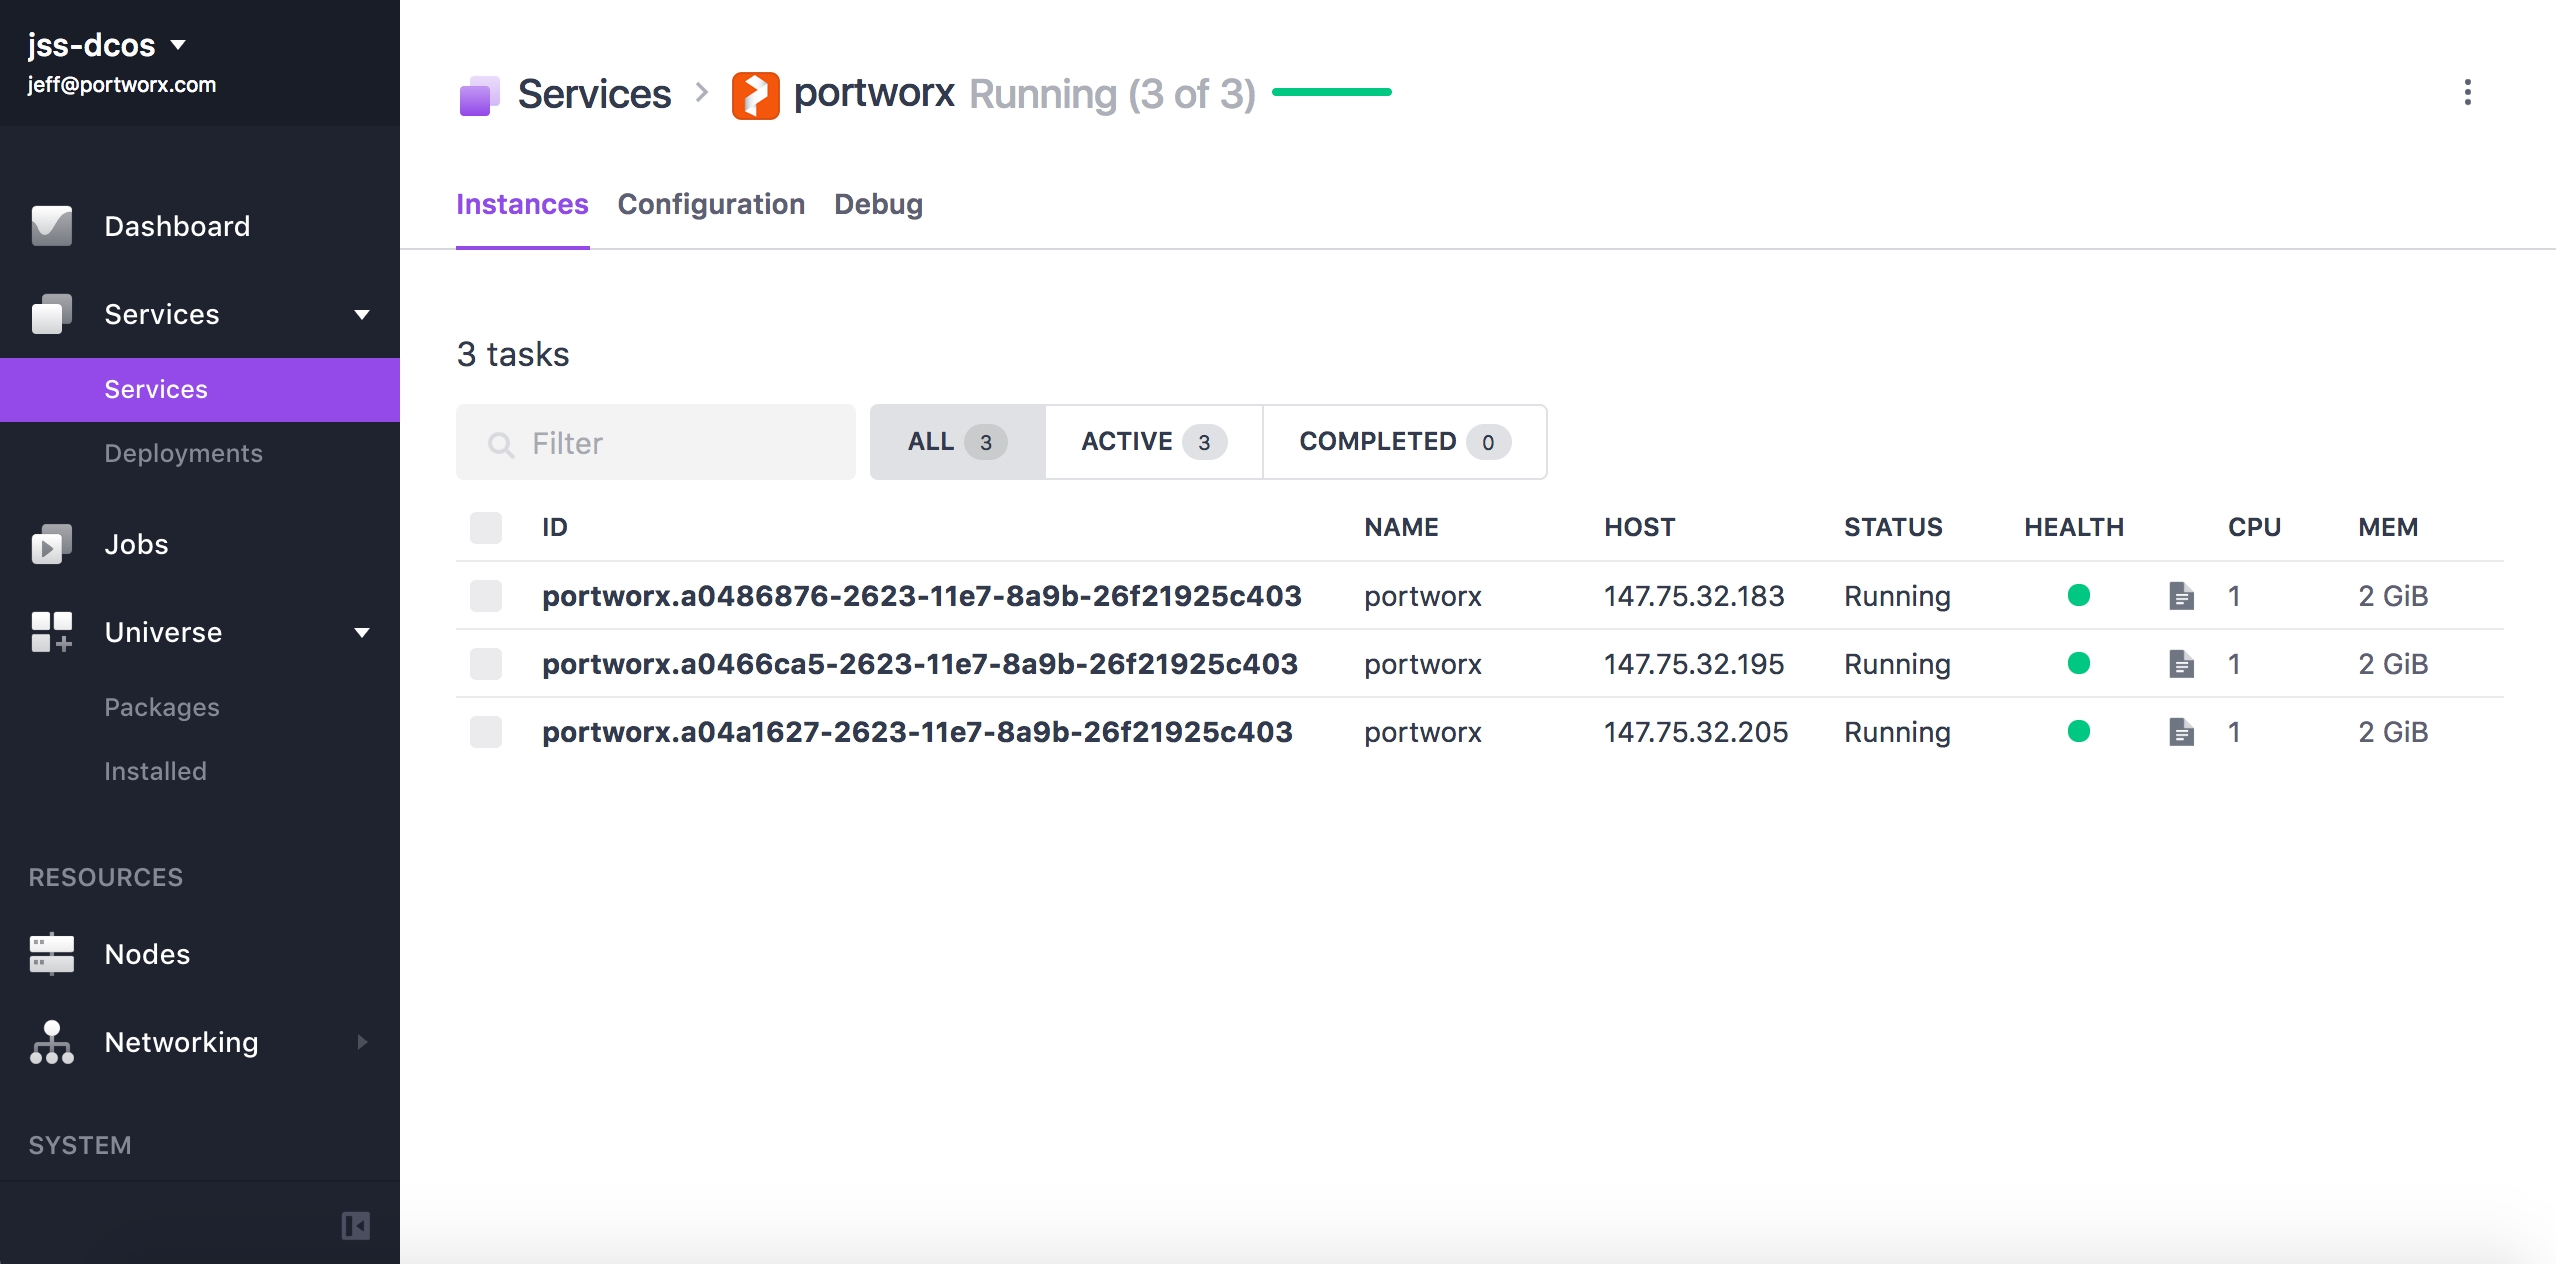 jss-dcos
jeff@portworx.com
Dashboard
Services
Services
Deployments
Jobs
Universe
Packages
Installed
RESOURCES
Nodes
Networking
SYSTEM
Services portworx Running (3 of 3)
Instances Configuration Debug
3 tasks
Filter ALL 3 ACTIVE 3 COMPLETED 0
ID NAME HOST STATUS HEALTH CPU MEM
portworx.a0486876-2623-11e7-8a9b-26f21925c403 portworx 147.75.32.183 Running 1 2 GiB
portworx.a0466ca5-2623-11e7-8a9b-26f21925c403 portworx 147.75.32.195 Running 1 2 GiB
portworx.a04a1627-2623-11e7-8a9b-26f21925c403 portworx 147.75.32.205 Running 1 2 GiB